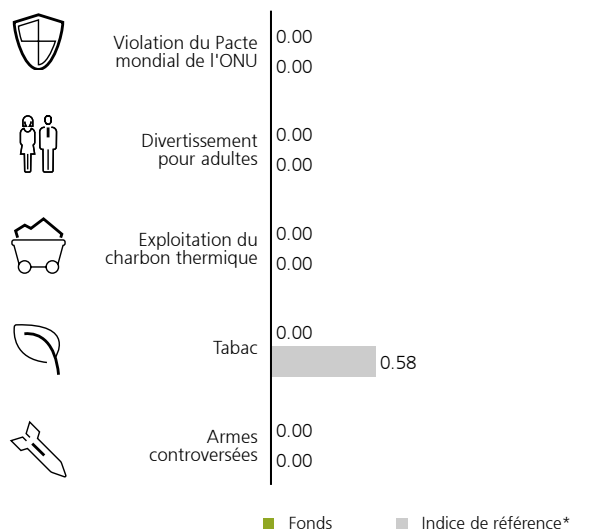 Violation du Pacte
mondial de l'ONU
0.00
0.00
Divertissement
pour adultes
0.00
0.00
Exploitation du
charbon thermique
0.00
0.00
Tabac
0.00
0.58
Armes
controversées
0.00
0.00
Fonds
Indice de référence*